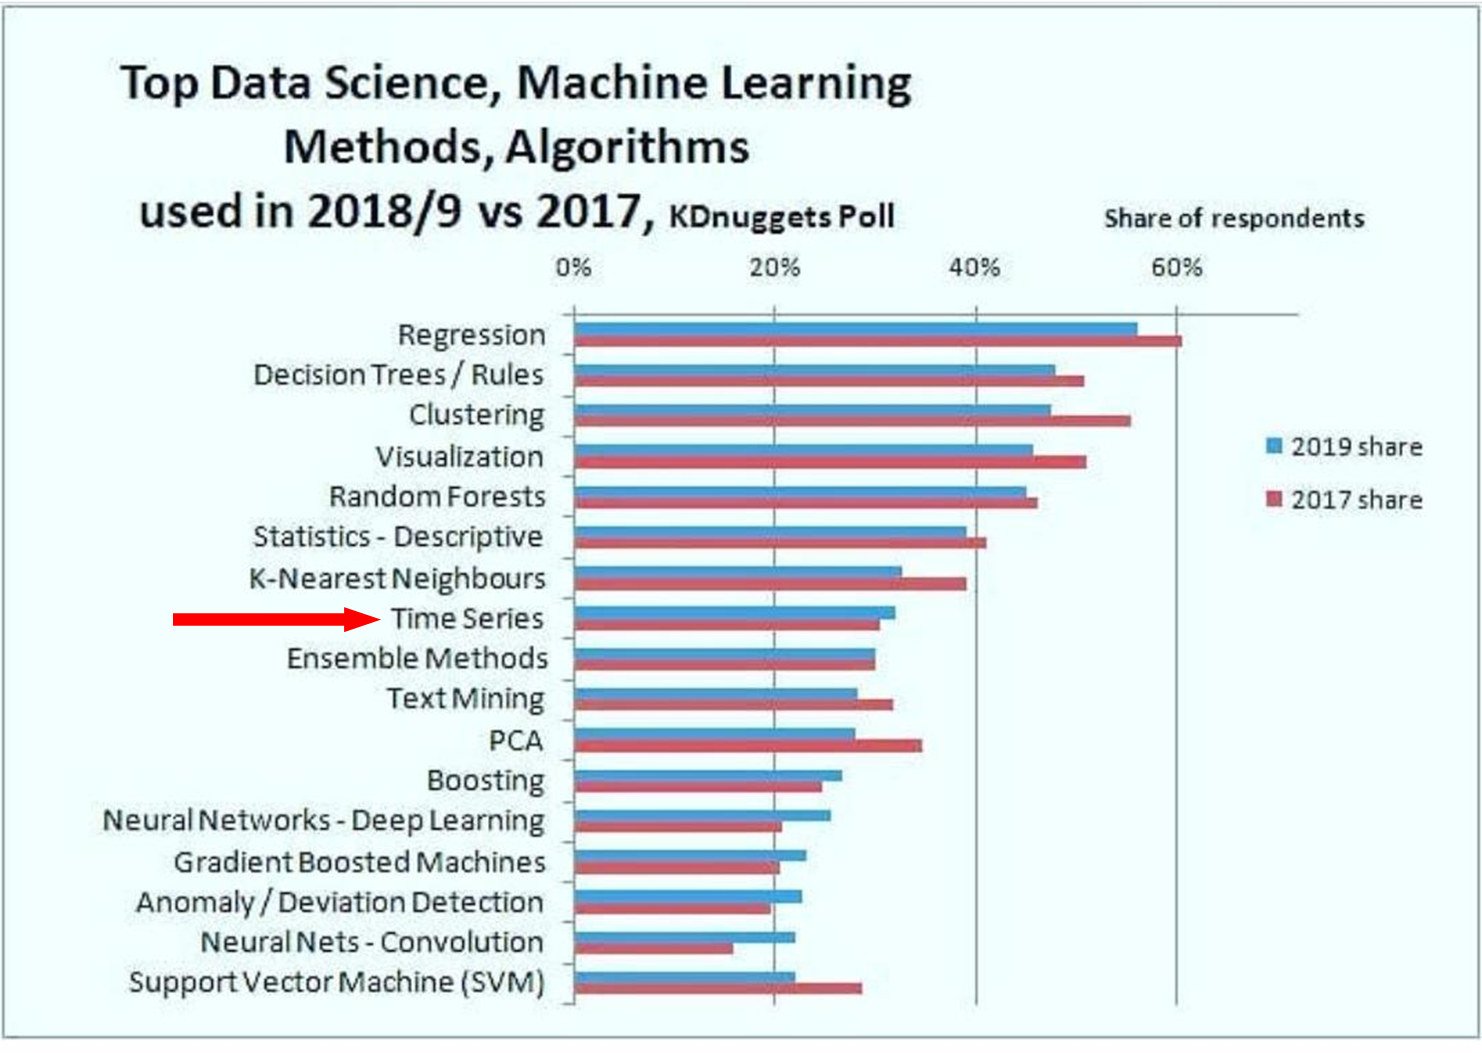 Top Data Science, Machine Learning
Methods, Algorithms
used in 2018/9 vs 2017, KDnuggets Poll
Share of respondents
0% 20% 40% 60%
Regression
Decision Trees / Rules
Clustering
Visualization
Random Forests
Statistics - Descriptive
K-Nearest Neighbours
Time Series
Ensemble Methods
Text Mining
PCA
Boosting
Neural Networks - Deep Learning
Gradient Boosted Machines
Anomaly / Deviation Detection
Neural Nets - Convolution
Support Vector Machine (SVM)
2019 share
2017 share